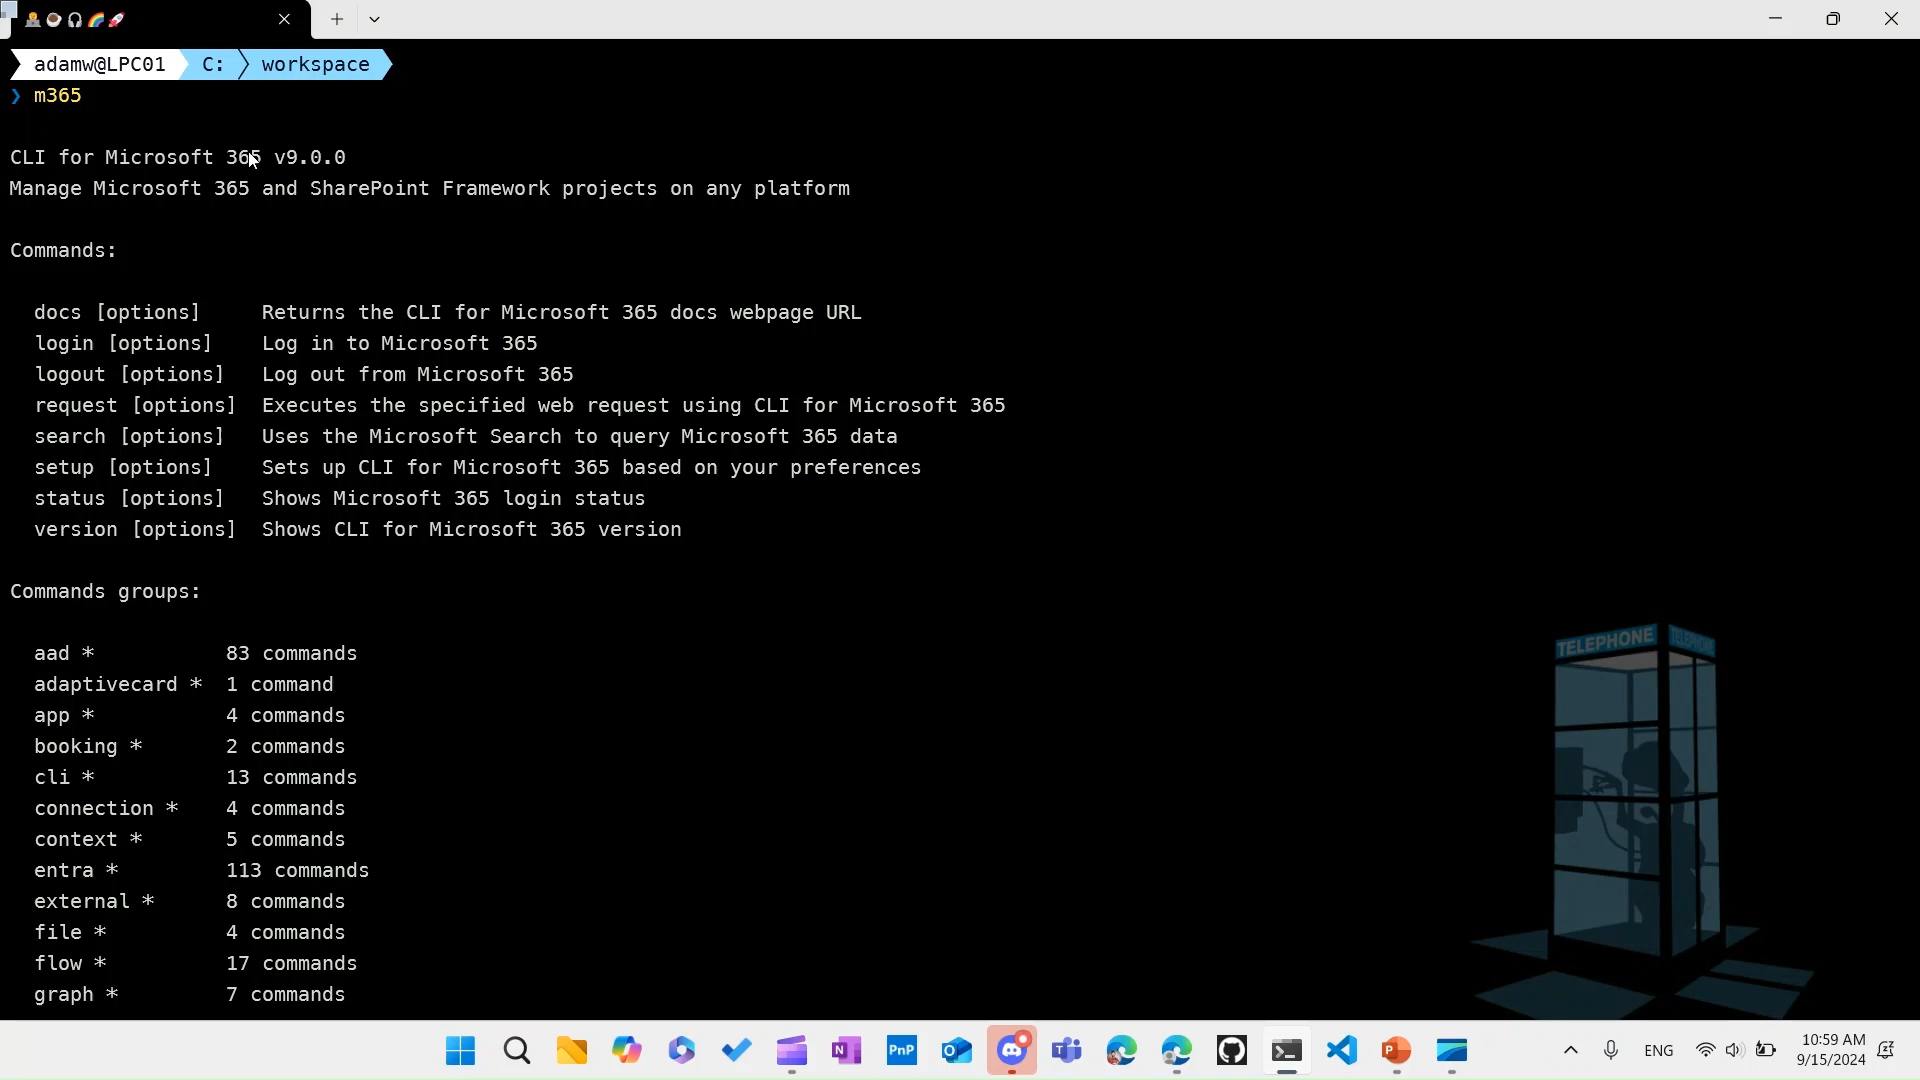 adamw@LPC01 C: workspace
❯ m365
CLI for Microsoft 365 v9.0.0
Manage Microsoft 365 and SharePoint Framework projects on any platform
Commands:
docs [options] Returns the CLI for Microsoft 365 docs webpage URL
login [options] Log in to Microsoft 365
logout [options] Log out from Microsoft 365
request [options] Executes the specified web request using CLI for Microsoft 365
search [options] Uses the Microsoft Search to query Microsoft 365 data
setup [options] Sets up CLI for Microsoft 365 based on your preferences
status [options] Shows Microsoft 365 login status
version [options] Shows CLI for Microsoft 365 version
Commands groups:
aad * 83 commands
adaptivecard * 1 command
app * 4 commands
booking * 2 commands
cli * 13 commands
connection * 4 commands
context * 5 commands
entra * 113 commands
external * 8 commands
file * 4 commands
flow * 17 commands
graph * 7 commands
TELEPHONE TELEPHONE
N PnP O T P
ENG
10:59 AM
9/15/2024